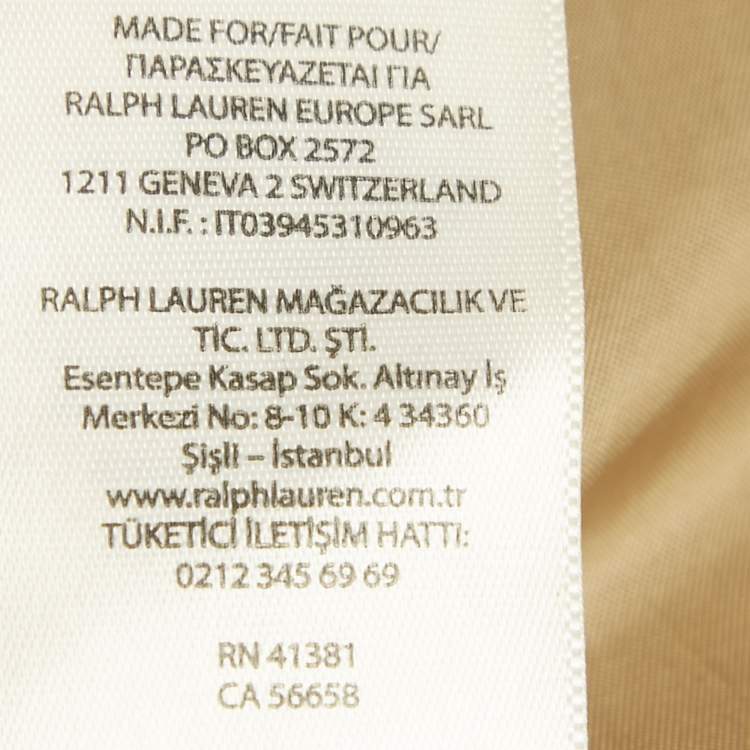 MADE FOR/FAIT POUR/
ΠΑΡΑΣΚΕΥΑΖΕΤΑΙ ΓΙΑ
RALPH LAUREN EUROPE SARL
PO BOX 2572
1211 GENEVA 2 SWITZERLAND
N.I.F. : IT03945310963
RALPH LAUREN MAĞAZACILIK VE
TİC. LTD. ŞTİ.
Esentepe Kasap Sok. Altınay İş
Merkezi No: 8-10 K: 4 34360
Şişli – İstanbul
www.ralphlauren.com.tr
TÜKETİCİ İLETİŞİM HATTI:
0212 345 69 69
RN 41381
CA 56658